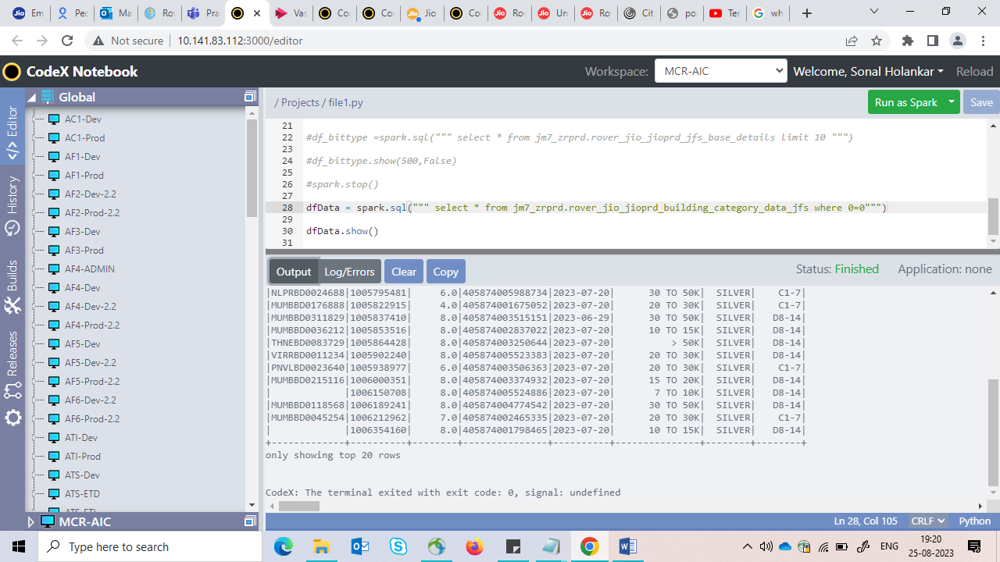 Em
Pec
Ma
Ro
Pra
Vas
Co
Co
Jio
Co
Ro
Un
Ro
Cit
po
Ter
wh
Not secure 10.141.83.112:3000/editor
CodeX Notebook
Workspace: MCR-AIC Welcome, Sonal Holankar Reload
Editor
History
Builds
Releases
Global
AC1-Dev
AC1-Prod
AF1-Dev
AF1-Prod
AF2-Dev-2.2
AF2-Prod-2.2
AF3-Dev
AF3-Prod
AF4-ADMIN
AF4-Dev
AF4-Dev-2.2
AF4-Prod-2.2
AF5-Dev
AF5-Dev-2.2
AF5-Prod-2.2
AF6-Dev-2.2
AF6-Prod-2.2
ATI-Dev
ATI-Prod
ATS-Dev
ATS-ETD
MCR-AIC
/ Projects / file1.py
Run as Spark Save
21
22 #df_bittype =spark.sql(""" select * from jm7_zrprd.rover_jio_jioprd_jfs_base_details limit 10 """)
23
24 #df_bittype.show(500,False)
25
26 #spark.stop()
27
28 dfData = spark.sql(""" select * from jm7_zrprd.rover_jio_jioprd_building_category_data_jfs where 0=0""")
29
30 dfData.show()
31
Output Log/Errors Clear Copy Status: Finished Application: none
|NLPRBD0024688|1005795481| 6.0|405874005988734|2023-07-20| 30 TO 50K| SILVER| C1-7|
|MUMBBD0176888|1005822915| 4.0|405874001675052|2023-07-20| 20 TO 30K| SILVER| C1-7|
|MUMBBD0311829|1005837410| 8.0|405874003515151|2023-06-29| 30 TO 50K| SILVER| D8-14|
|MUMBBD0036212|1005853516| 8.0|405874002837022|2023-07-20| 10 TO 15K| SILVER| D8-14|
|THNEBD0083729|1005864428| 8.0|405874003250644|2023-07-20| > 50K| SILVER| D8-14|
|VIRRBD0011234|1005902240| 8.0|405874005523383|2023-07-20| 20 TO 30K| SILVER| D8-14|
|PNVLBD0023640|1005938977| 6.0|405874003506363|2023-07-20| 20 TO 30K| SILVER| C1-7|
|MUMBBD0215116|1006000351| 8.0|405874003374932|2023-07-20| 15 TO 20K| SILVER| D8-14|
| |1006150708| 8.0|405874005524886|2023-07-20| 7 TO 10K| SILVER| D8-14|
|MUMBBD0118568|1006189241| 8.0|405874004774542|2023-07-20| 30 TO 50K| SILVER| D8-14|
|MUMBBD0045254|1006212962| 7.0|405874002465335|2023-07-20| 20 TO 30K| SILVER| C1-7|
| |1006354160| 8.0|405874001798465|2023-07-20| 10 TO 15K| SILVER| D8-14|
+-------------+----------+--------+---------------+----------+---------------+--------+--------+
only showing top 20 rows
CodeX: The terminal exited with exit code: 0, signal: undefined
Ln 28, Col 105 CRLF Python
Type here to search
ENG
19:20
25-08-2023